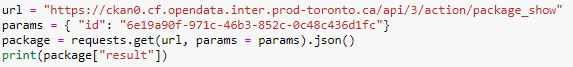 url = "https://ckan0.cf.opendata.inter.prod-toronto.ca/api/3/action/package_show"
params = { "id": "6e19a90f-971c-46b3-852c-0c48c436d1fc"}
package = requests.get(url, params = params).json()
print(package["result"])